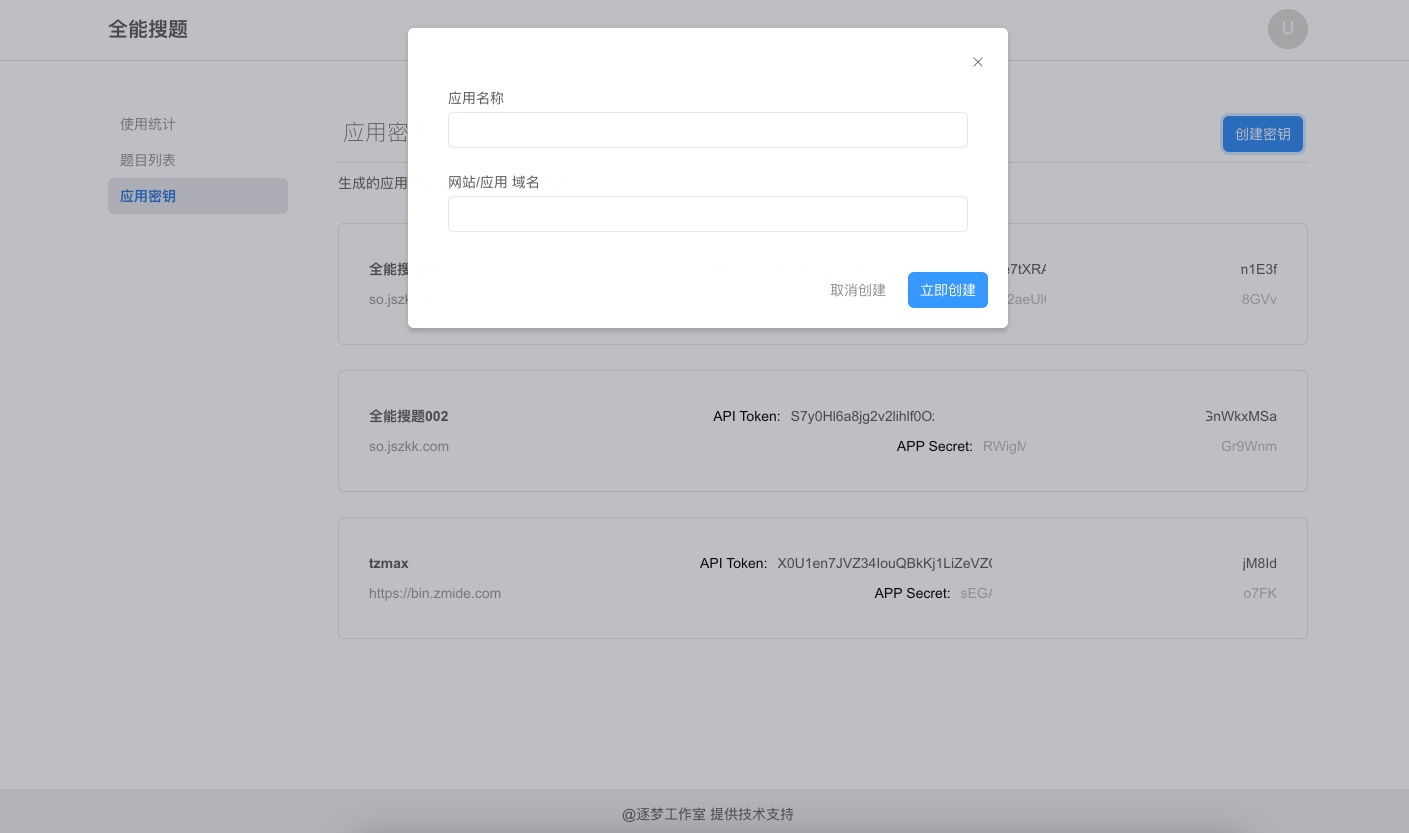 全能搜题
U
使用统计
题目列表
应用密钥
应用密
创建密钥
生成的应用
应用名称
网站/应用 域名
取消创建
立即创建
全能搜
e7tXRA
n1E3f
so.jszk
2aeUI
8GVv
全能搜题002
API Token: S7y0Hl6a8jg2v2lihlf0O
GnWkxMSa
so.jszkk.com
APP Secret: RWigM
Gr9Wnm
tzmax
API Token: X0U1en7JVZ34IouQBkKj1LiZeVZ
jM8Id
https://bin.zmide.com
APP Secret: sEGA
o7FK
@逐梦工作室 提供技术支持